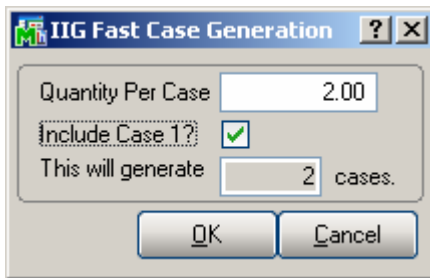 IIG Fast Case Generation
Quantity Per Case 2.00
Include Case 1?
This will generate 2 cases.
OK Cancel